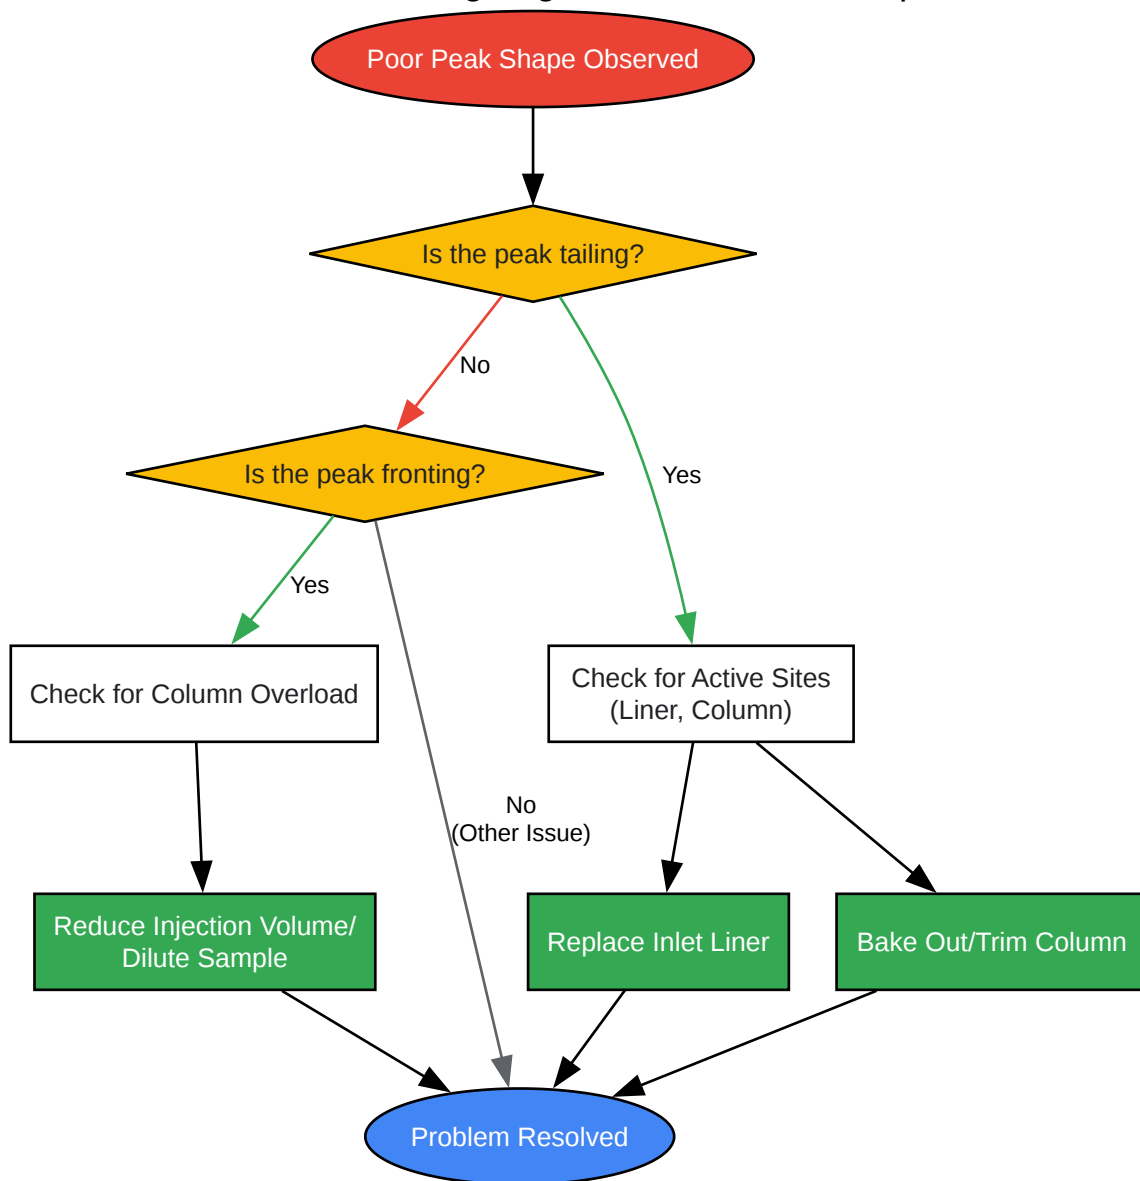 Poor Peak Shape Observed
Is the peak tailing?
No
Is the peak fronting?
Yes
Yes
Check for Column Overload
Check for Active Sites
(Liner, Column)
No
(Other Issue)
Reduce Injection Volume/
Dilute Sample
Replace Inlet Liner
Bake Out/Trim Column
Problem Resolved